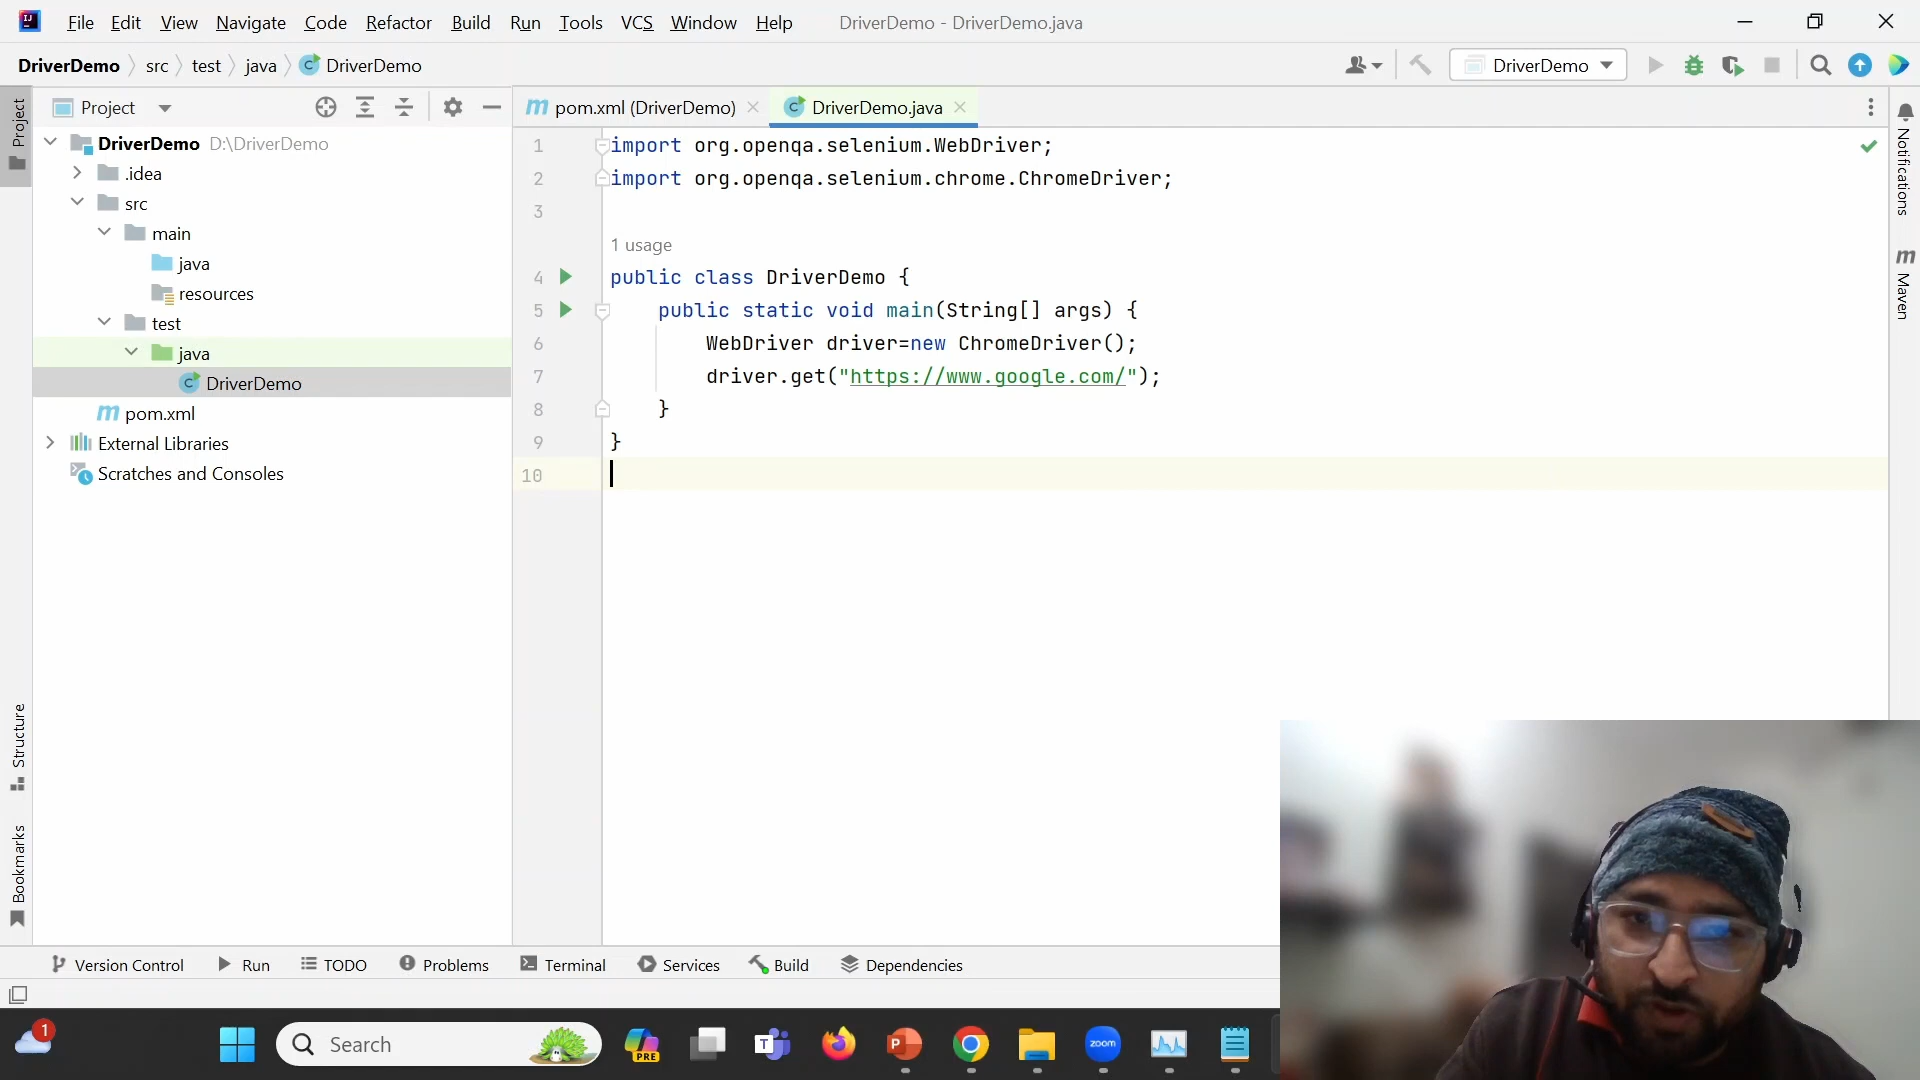 File Edit View Navigate Code Refactor Build Run Tools VCS Window Help DriverDemo - DriverDemo.java
DriverDemo src test java DriverDemo
DriverDemo
Project
pom.xml (DriverDemo)
DriverDemo.java
Project
DriverDemo D:\DriverDemo
.idea
src
main
java
resources
test
java
DriverDemo
pom.xml
External Libraries
Scratches and Consoles
1 import org.openqa.selenium.WebDriver;
2 import org.openqa.selenium.chrome.ChromeDriver;
3
1 usage
4 public class DriverDemo {
5 public static void main(String[] args) {
6 WebDriver driver=new ChromeDriver();
7 driver.get("https://www.google.com/");
8 }
9 }
10
Notifications
Maven
Structure
Bookmarks
Version Control Run TODO Problems Terminal Services Build Dependencies
1
Search
PRE
zoom